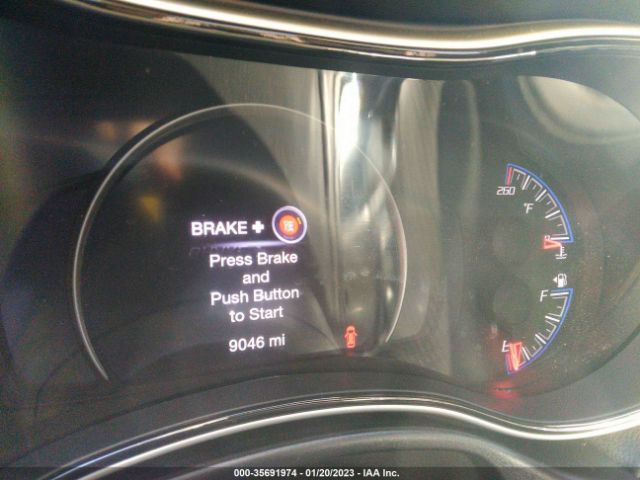 BRAKE +
Press Brake
and
Push Button
to Start
9046 mi
260
°F
F
E
000-35691974 - 01/20/2023 - IAA Inc.